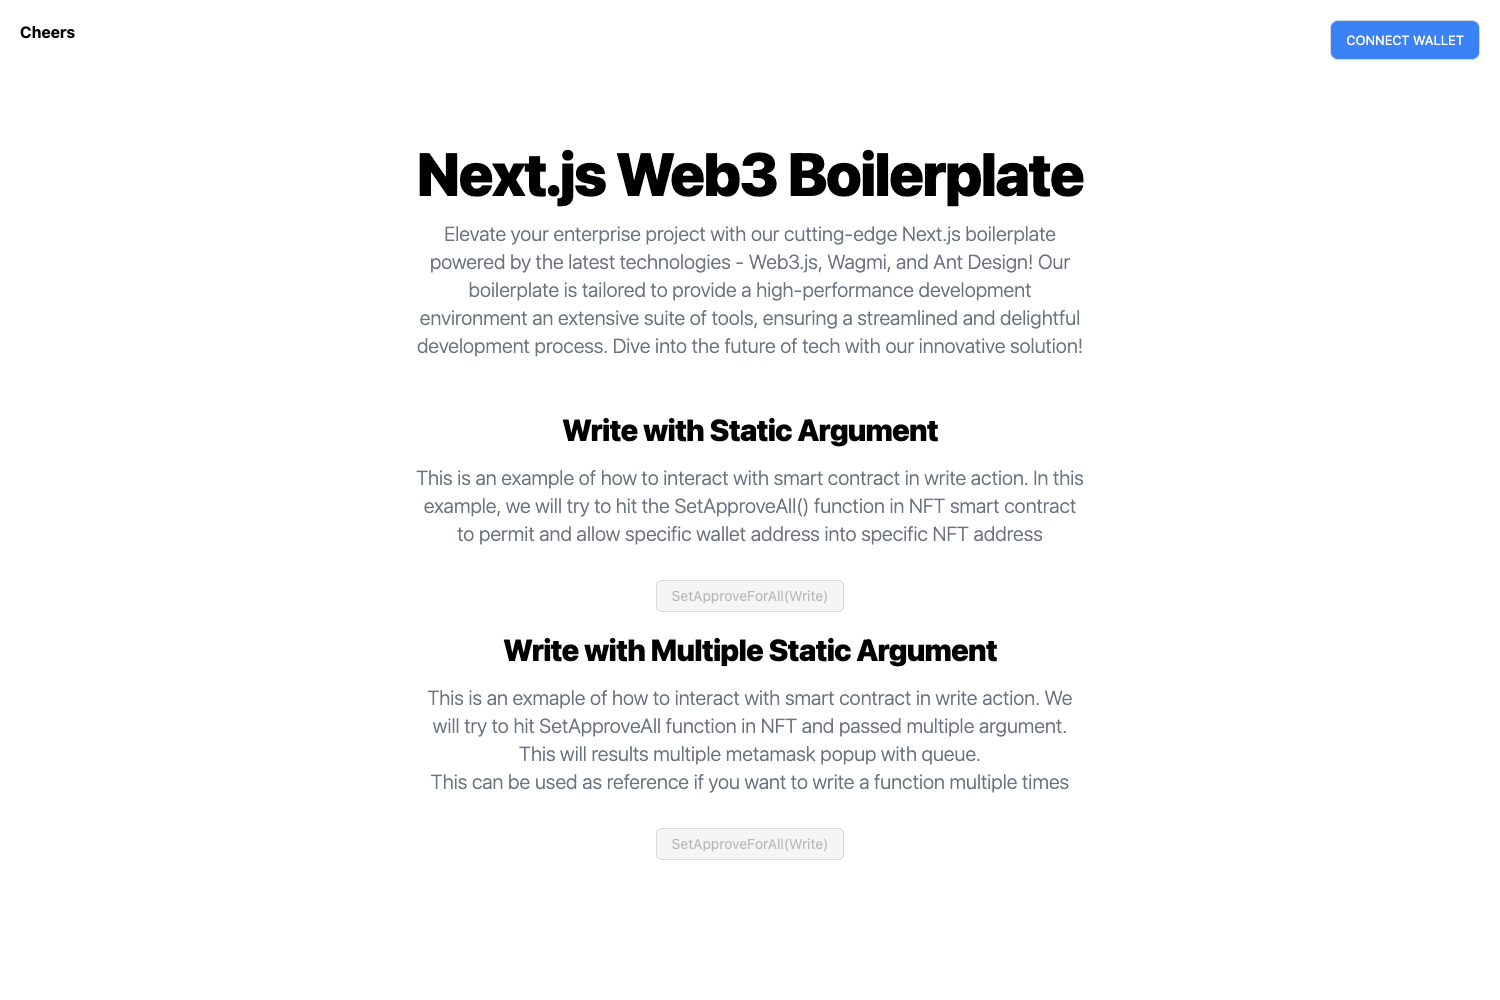 Cheers
CONNECT WALLET
Next.js Web3 Boilerplate
Elevate your enterprise project with our cutting-edge Next.js boilerplate
powered by the latest technologies - Web3.js, Wagmi, and Ant Design! Our
boilerplate is tailored to provide a high-performance development
environment an extensive suite of tools, ensuring a streamlined and delightful
development process. Dive into the future of tech with our innovative solution!
Write with Static Argument
This is an example of how to interact with smart contract in write action. In this
example, we will try to hit the SetApproveAll() function in NFT smart contract
to permit and allow specific wallet address into specific NFT address
SetApproveForAll(Write)
Write with Multiple Static Argument
This is an exmaple of how to interact with smart contract in write action. We
will try to hit SetApproveAll function in NFT and passed multiple argument.
This will results multiple metamask popup with queue.
This can be used as reference if you want to write a function multiple times
SetApproveForAll(Write)